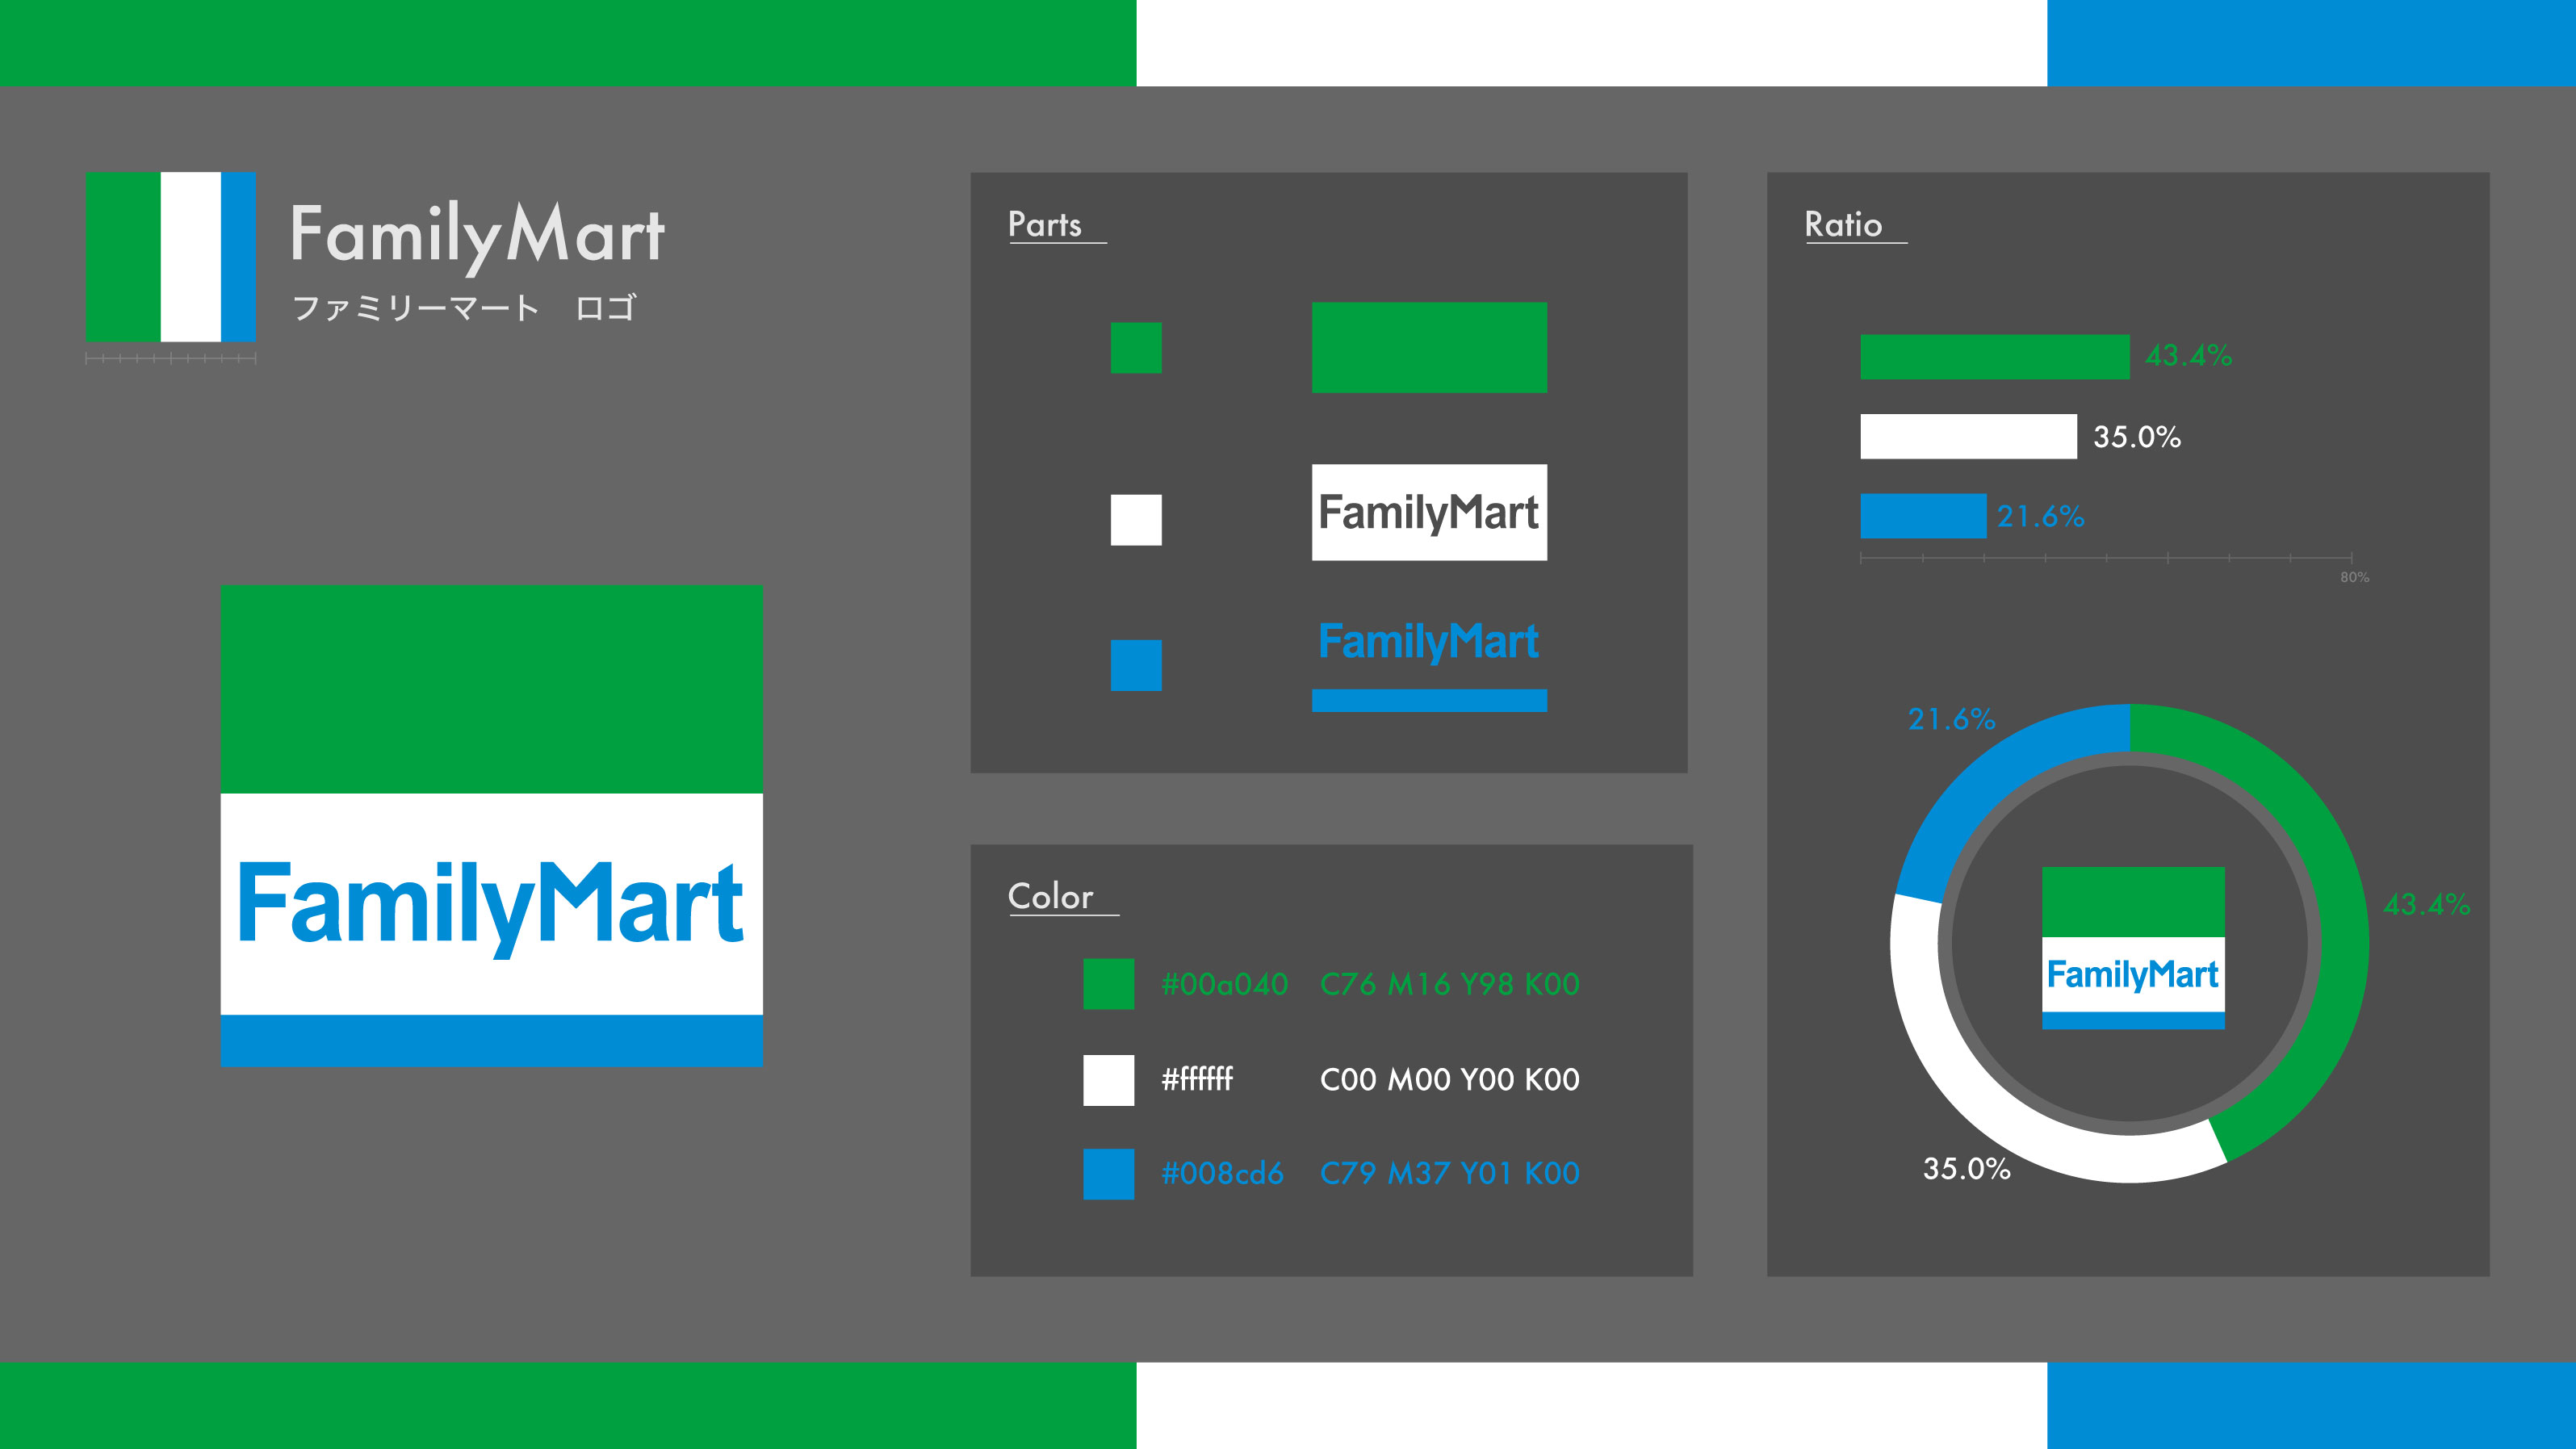 FamilyMart
ファミリーマート　ロゴ
FamilyMart
Parts
FamilyMart
FamilyMart
Color
#00a040 C76 M16 Y98 K00
#ffffff C00 M00 Y00 K00
#008cd6 C79 M37 Y01 K00
Ratio
43.4%
35.0%
21.6%
80%
21.6%
43.4%
FamilyMart
35.0%